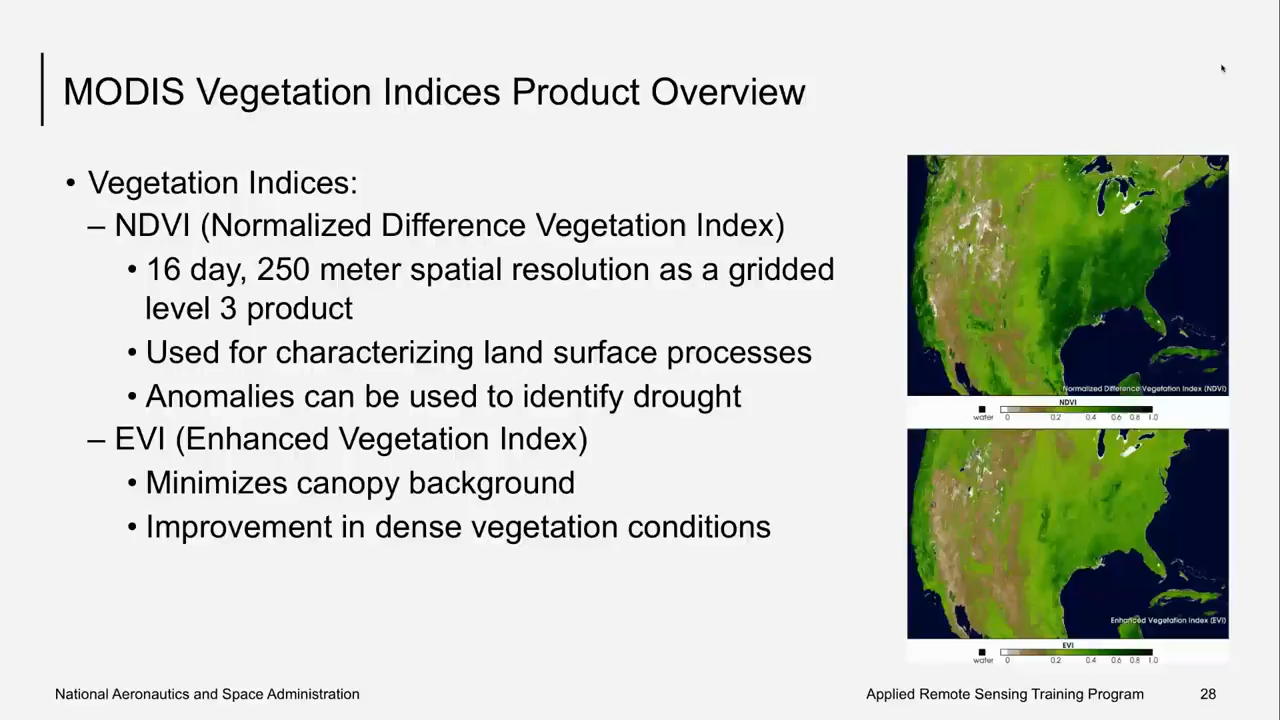 MODIS Vegetation Indices Product Overview
• Vegetation Indices:
– NDVI (Normalized Difference Vegetation Index)
• 16 day, 250 meter spatial resolution as a gridded
level 3 product
• Used for characterizing land surface processes
• Anomalies can be used to identify drought
– EVI (Enhanced Vegetation Index)
• Minimizes canopy background
• Improvement in dense vegetation conditions
Normalized Difference Vegetation Index (NDVI)
NDVI
water 0 0.2 0.4 0.6 0.8 1.0
Enhanced Vegetation Index (EVI)
EVI
water 0 0.2 0.4 0.6 0.8 1.0
National Aeronautics and Space Administration
Applied Remote Sensing Training Program
28